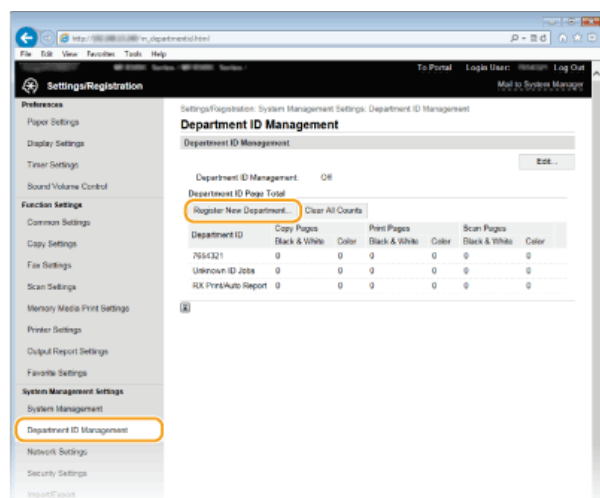 http://
m_departmentid.html
File Edit View Favorites Tools Help
To Portal Login User: Log Out
Settings/Registration
Mail to System Manager
Preferences
Paper Settings
Display Settings
Timer Settings
Sound Volume Control
Function Settings
Common Settings
Copy Settings
Fax Settings
Scan Settings
Memory Media Print Settings
Printer Settings
Output Report Settings
Favorite Settings
System Management Settings
System Management
Department ID Management
Network Settings
Security Settings
Import/Export
Settings/Registration: System Management Settings: Department ID Management
Department ID Management
Department ID Management
Edit...
Department ID Management: Off
Department ID Page Total
Register New Department... Clear All Counts
Department ID Copy Pages Print Pages Scan Pages
Black & White Color Black & White Color Black & White Color
7654321 0 0 0 0 0 0
Unknown ID Jobs 0 0 0 0 0 0
RX Print/Auto Report 0 0 0 0 0 0